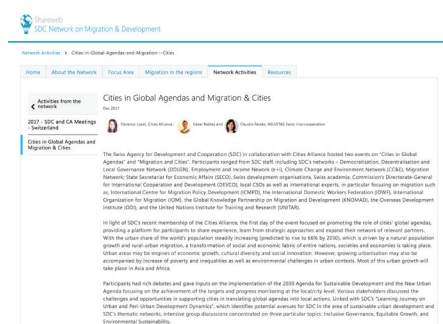 Shareweb
SDC Network on Migration & Development
Network Activities > Cities-in-Global-Agendas-and-Migration---Cities
Home About the Network Focus Area Migration in the regions Network Activities Resources
Activities from the network
2017 - SDC and CA Meetings - Switzerland
Cities in Global Agendas and Migration & Cities
Cities in Global Agendas and Migration & Cities
Dec 2017
Cities Alliance, Cesar Robles and Claudia Paixão, HELVETAS Swiss Intercooperation
The Swiss Agency for Development and Cooperation (SDC) in collaboration with Cities Alliance hosted two events on "Cities in Global
Agendas" and "Migration and Cities". Participants ranged from SDC staff, including SDC's networks – Democratisation, Decentralisation and
Local Governance Network (DDLGN), Employment and Income Network (e+i), Climate Change and Environment Network (CC&E), Migration
Network; State Secretariat for Economic Affairs (SECO), Swiss development organisations, Swiss academia, Commission's Directorate-General
for International Cooperation and Development (DEVCO), local CSOs as well as international experts, in particular focusing on migration such
as, International Centre for Migration Policy Development (ICMPD), the International Domestic Workers Federation (IDWF), International
Organization for Migration (IOM), the Global Knowledge Partnership on Migration and Development (KNOMAD), the Overseas Development
Institute (ODI), and the United Nations Institute for Training and Research (UNITAR).
In light of SDC's recent membership of the Cities Alliance, the first day of the event focused on promoting the role of cities' global agendas,
providing a platform for participants to share experience, learn from strategic approaches and expand their network of relevant partners.
With the urban share of the world's population steadily increasing (predicted to rise to 66% by 2050), which is driven by a natural population
growth and rural-urban migration, a transformation of social and economic fabric of entire nations, societies and economies is taking place.
Urban areas may be engines of economic growth, cultural diversity and social innovation. However, growing urbanisation may also be
accompanied by increase of poverty and inequalities as well as environmental challenges in urban contexts. Most of this urban growth will
take place in Asia and Africa.
Participants had rich debates and gave inputs on the implementation of the 2030 Agenda for Sustainable Development and the New Urban
Agenda focusing on the achievement of the targets and progress monitoring at the local/city level. Various stakeholders discussed the
challenges and opportunities in supporting cities in translating global agendas into local actions. Linked with SDC's "Learning Journey on
Urban and Peri-Urban Development Dynamics", which identifies potential avenues for SDC in the area of sustainable urban development and
SDC's thematic networks, intensive group discussions concentrated on three particular topics: Inclusive Governance, Equitable Growth, and
Environmental Sustainability.